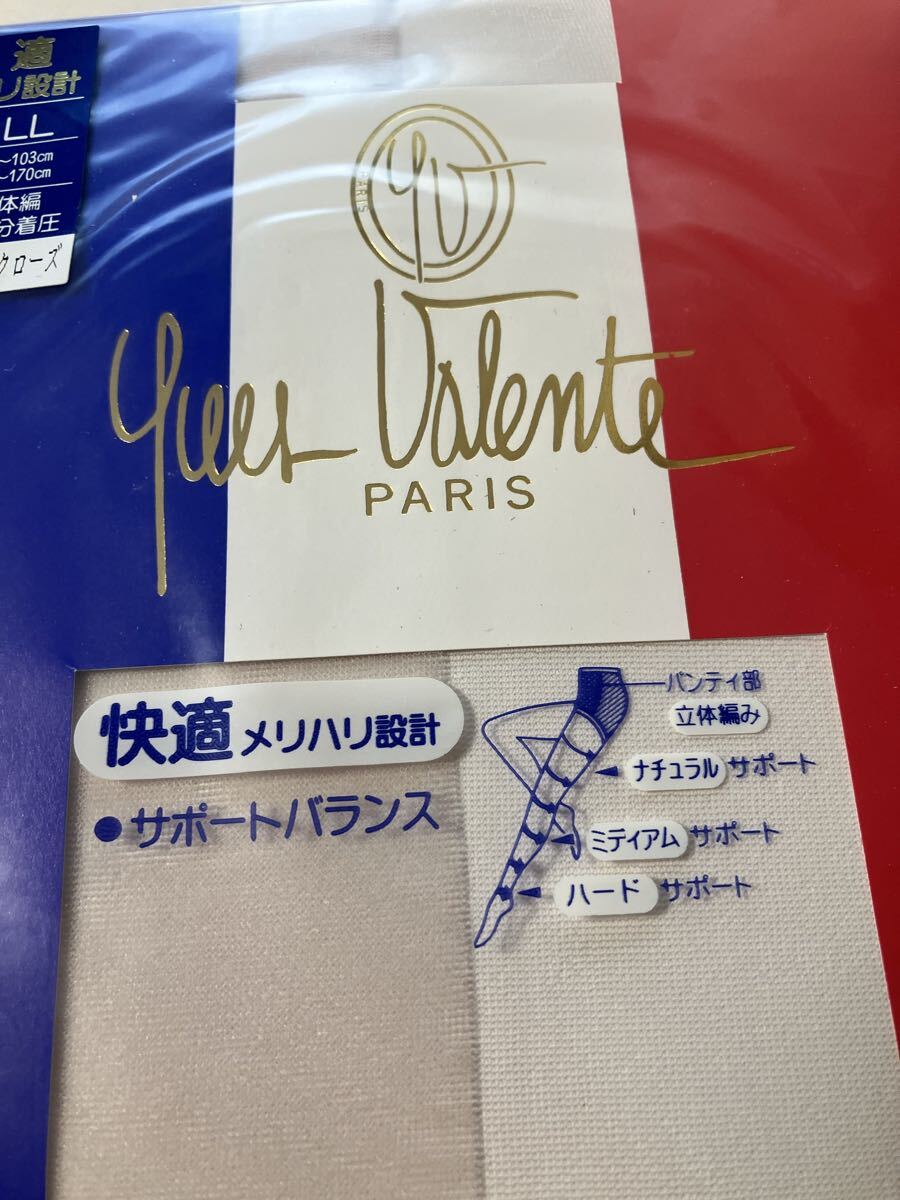 適
リ設計
LL
～103cm
～170cm
体編
分着圧
クローズ
PARIS
YV
Yves Valente
PARIS
快適メリハリ設計
●サポートバランス
パンティ部
立体編み
ナチュラル サポート
ミディアム サポート
ハード サポート